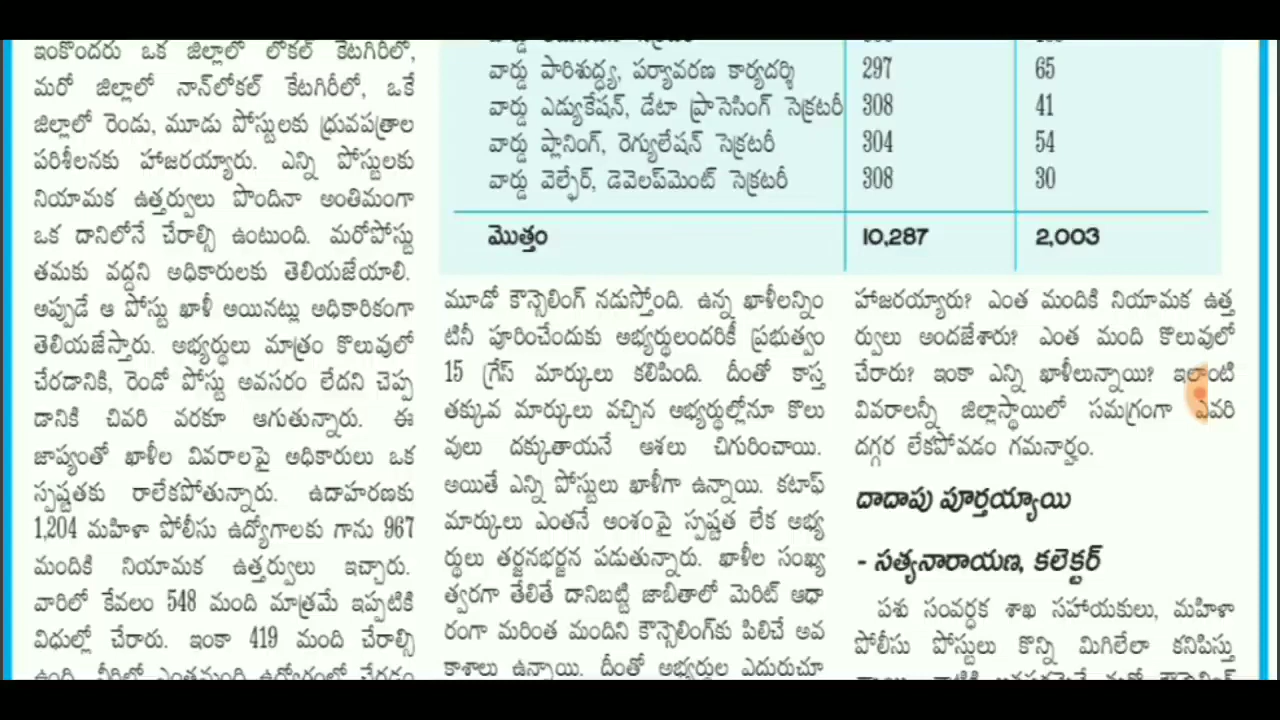 ఇంకొందరు ఒక జిల్లాలో లోకల్ కేటగిరీలో,
మరో జిల్లాలో నాన్‌లోకల్ కేటగిరీలో, ఒకే
జిల్లాలో రెండు, మూడు పోస్టులకు ధ్రువపత్రాల
పరిశీలనకు హాజరయ్యారు. ఎన్ని పోస్టులకు
నియామక ఉత్తర్వులు పొందినా అంతిమంగా
ఒక దానిలోనే చేరాల్సి ఉంటుంది. మరోపోస్టు
తమకు వద్దని అధికారులకు తెలియజేయాలి.
అప్పుడే ఆ పోస్టు ఖాళీ అయినట్లు అధికారికంగా
తెలియజేస్తారు. అభ్యర్థులు మాత్రం కొలువులో
చేరడానికి, రెండో పోస్టు అవసరం లేదని చెప్ప
డానికి చివరి వరకూ ఆగుతున్నారు. ఈ
జాప్యంతో ఖాళీల వివరాలపై అధికారులు ఒక
స్పష్టతకు రాలేకపోతున్నారు. ఉదాహరణకు
1,204 మహిళా పోలీసు ఉద్యోగాలకు గాను 967
మందికి నియామక ఉత్తర్వులు ఇచ్చారు.
వారిలో కేవలం 548 మంది మాత్రమే ఇప్పటికి
విధుల్లో చేరారు. ఇంకా 419 మంది చేరాల్సి
ఉంది. వీరిలో ఎంతమంది ఉద్యోగంలో చేరడం
వార్డు పారిశుద్ధ్య, పర్యావరణ కార్యదర్శి 297 65
వార్డు ఎడ్యుకేషన్, డేటా ప్రాసెసింగ్ సెక్రటరీ 308 41
వార్డు ప్లానింగ్, రెగ్యులేషన్ సెక్రటరీ 304 54
వార్డు వెల్ఫేర్, డెవెలప్‌మెంట్ సెక్రటరీ 308 30
మొత్తం 10,287 2,003
మూడో కౌన్సెలింగ్ నడుస్తోంది. ఉన్న ఖాళీలన్నిం
టినీ పూరించేందుకు అభ్యర్థులందరికీ ప్రభుత్వం
15 గ్రేస్ మార్కులు కలిపింది. దీంతో కాస్త
తక్కువ మార్కులు వచ్చిన అభ్యర్థుల్లోనూ కొలు
వులు దక్కుతాయనే ఆశలు చిగురించాయి.
అయితే ఎన్ని పోస్టులు ఖాళీగా ఉన్నాయి. కటాఫ్
మార్కులు ఎంతనే అంశంపై స్పష్టత లేక అభ్య
ర్థులు తర్జనభర్జన పడుతున్నారు. ఖాళీల సంఖ్య
త్వరగా తేలితే దానిబట్టి జాబితాలో మెరిట్ ఆధా
రంగా మరింత మందిని కౌన్సెలింగ్‌కు పిలిచే అవ
కాశాలు ఉన్నాయి. దీంతో అభ్యర్థుల ఎదురుచూ
హాజరయ్యారు? ఎంత మందికి నియామక ఉత్త
ర్వులు అందజేశారు? ఎంత మంది కొలువులో
చేరారు? ఇంకా ఎన్ని ఖాళీలున్నాయి? ఇలాంటి
వివరాలన్నీ జిల్లాస్థాయిలో సమగ్రంగా ఎవరి
దగ్గర లేకపోవడం గమనార్హం.
దాదాపు పూర్తయ్యాయి
- సత్యనారాయణ, కలెక్టర్
పశు సంవర్ధక శాఖ సహాయకులు, మహిళా
పోలీసు పోస్టులు కొన్ని మిగిలేలా కనిపిస్తు